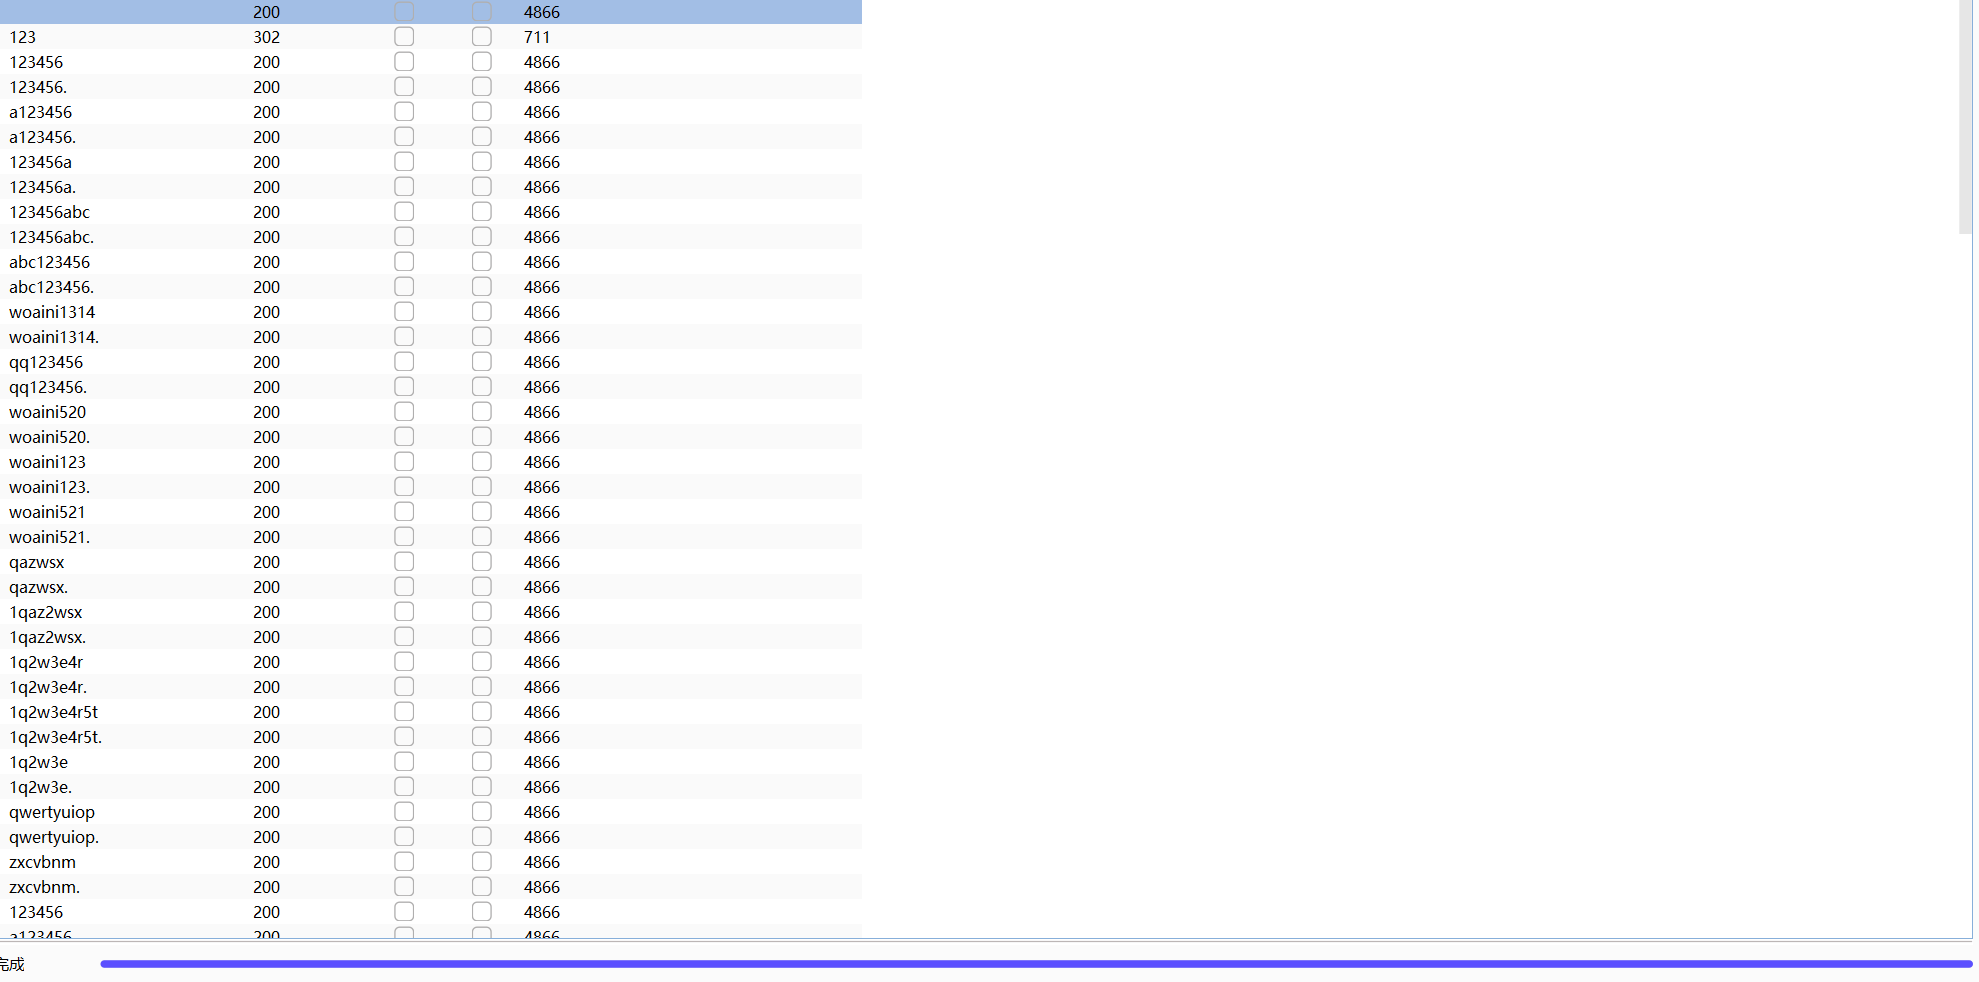 200 4866
123 302 711
123456 200 4866
123456. 200 4866
a123456 200 4866
a123456. 200 4866
123456a 200 4866
123456a. 200 4866
123456abc 200 4866
123456abc. 200 4866
abc123456 200 4866
abc123456. 200 4866
woaini1314 200 4866
woaini1314. 200 4866
qq123456 200 4866
qq123456. 200 4866
woaini520 200 4866
woaini520. 200 4866
woaini123 200 4866
woaini123. 200 4866
woaini521 200 4866
woaini521. 200 4866
qazwsx 200 4866
qazwsx. 200 4866
1qaz2wsx 200 4866
1qaz2wsx. 200 4866
1q2w3e4r 200 4866
1q2w3e4r. 200 4866
1q2w3e4r5t 200 4866
1q2w3e4r5t. 200 4866
1q2w3e 200 4866
1q2w3e. 200 4866
qwertyuiop 200 4866
qwertyuiop. 200 4866
zxcvbnm 200 4866
zxcvbnm. 200 4866
123456 200 4866
a123456 200 4866
完成